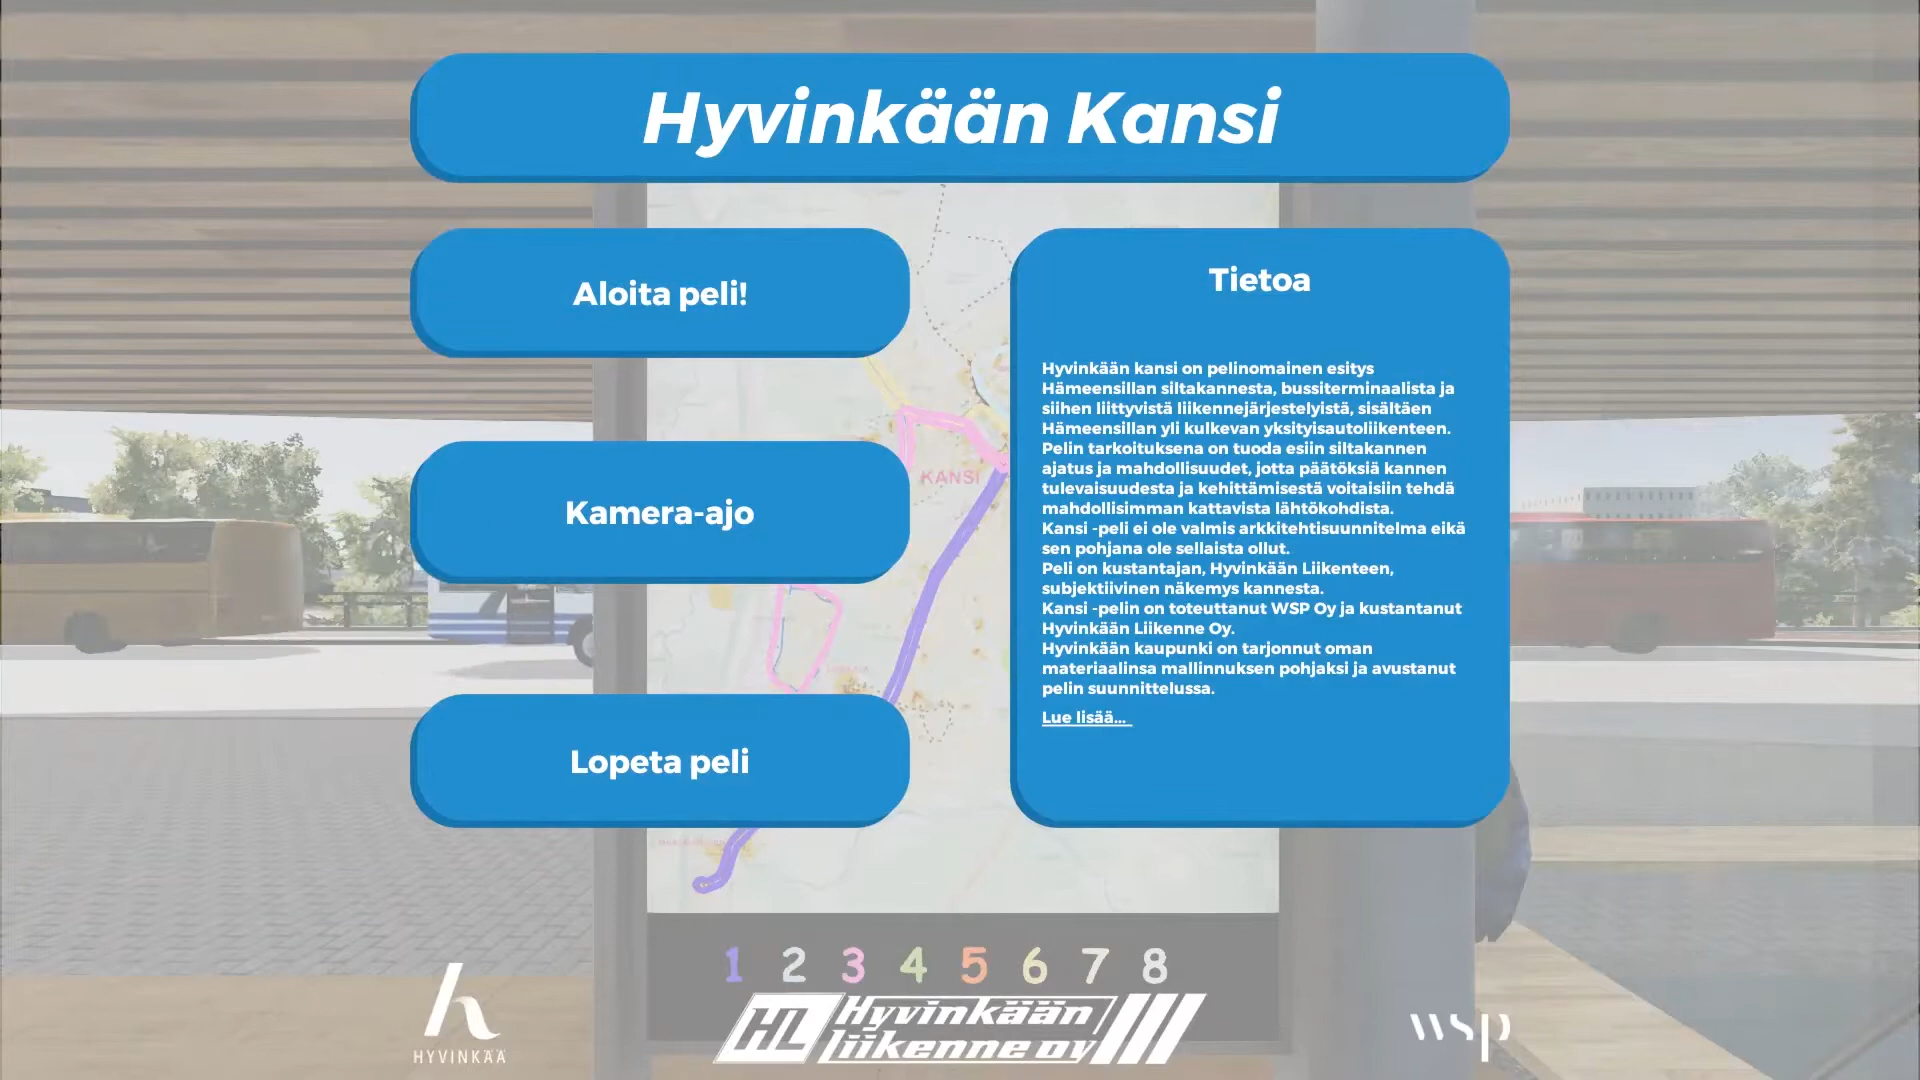 Hyvinkään Kansi
Aloita peli!
Kamera-ajo
Lopeta peli
Tietoa
Hyvinkään kansi on pelinomainen esitys
Hämeensillan siltakannesta, bussiterminaalista ja
siihen liittyvistä liikennejärjestelyistä, sisältäen
Hämeensillan yli kulkevan yksityisautoliikenteen.
Pelin tarkoituksena on tuoda esiin siltakannen
ajatus ja mahdollisuudet, jotta päätöksiä kannen
tulevaisuudesta ja kehittämisestä voitaisiin tehdä
mahdollisimman kattavista lähtökohdista.
Kansi -peli ei ole valmis arkkitehtisuunnitelma eikä
sen pohjana ole sellaista ollut.
Peli on kustantajan, Hyvinkään Liikenteen,
subjektiivinen näkemys kannesta.
Kansi -pelin on toteuttanut WSP Oy ja kustantanut
Hyvinkään Liikenne Oy.
Hyvinkään kaupunki on tarjonnut oman
materiaalinsa mallinnuksen pohjaksi ja avustanut
pelin suunnittelussa.
Lue lisää...
KANSI
1 2 3 4 5 6 7 8
HYVINKÄÄ
HL Hyvinkään
liikenne oy
wsp